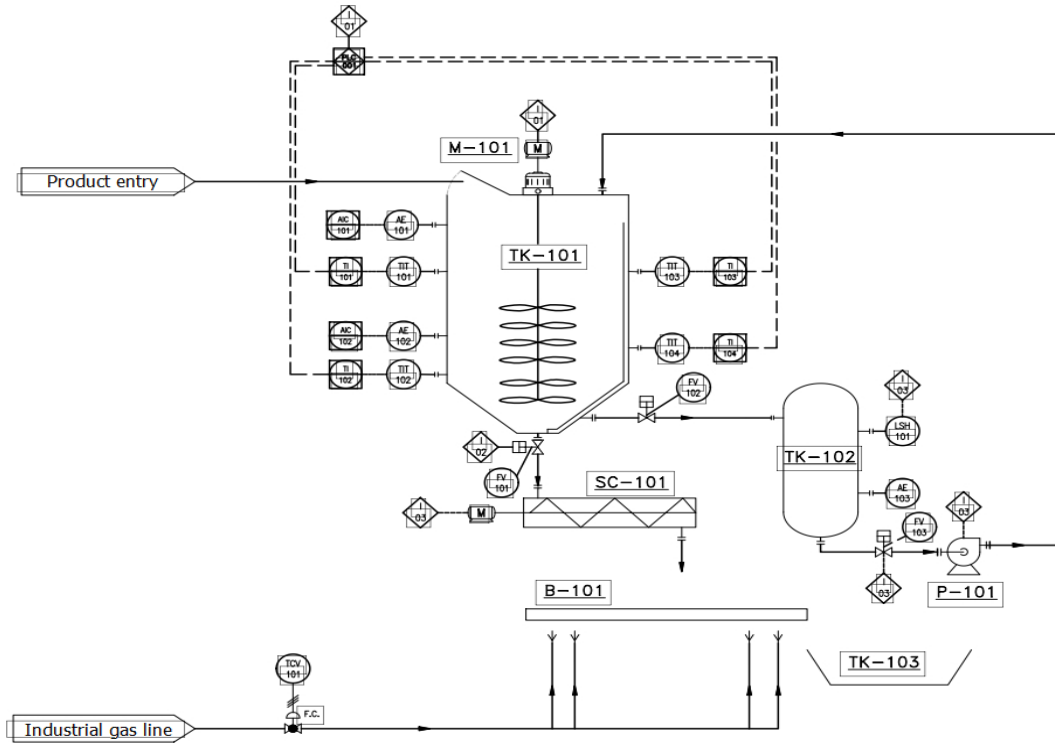 I
01
PLC
001
I
01
M-101
M
Product entry
AIC
101
AE
101
TK-101
TI
101
TIT
101
TIT
103
TI
103
AIC
102
AE
102
TIT
104
TI
104
TI
102
TIT
102
FV
102
I
03
LSH
101
I
02
TK-102
FV
101
SC-101
AE
103
I
03
M
I
03
FV
103
I
03
P-101
B-101
TK-103
TCV
101
F.C.
Industrial gas line